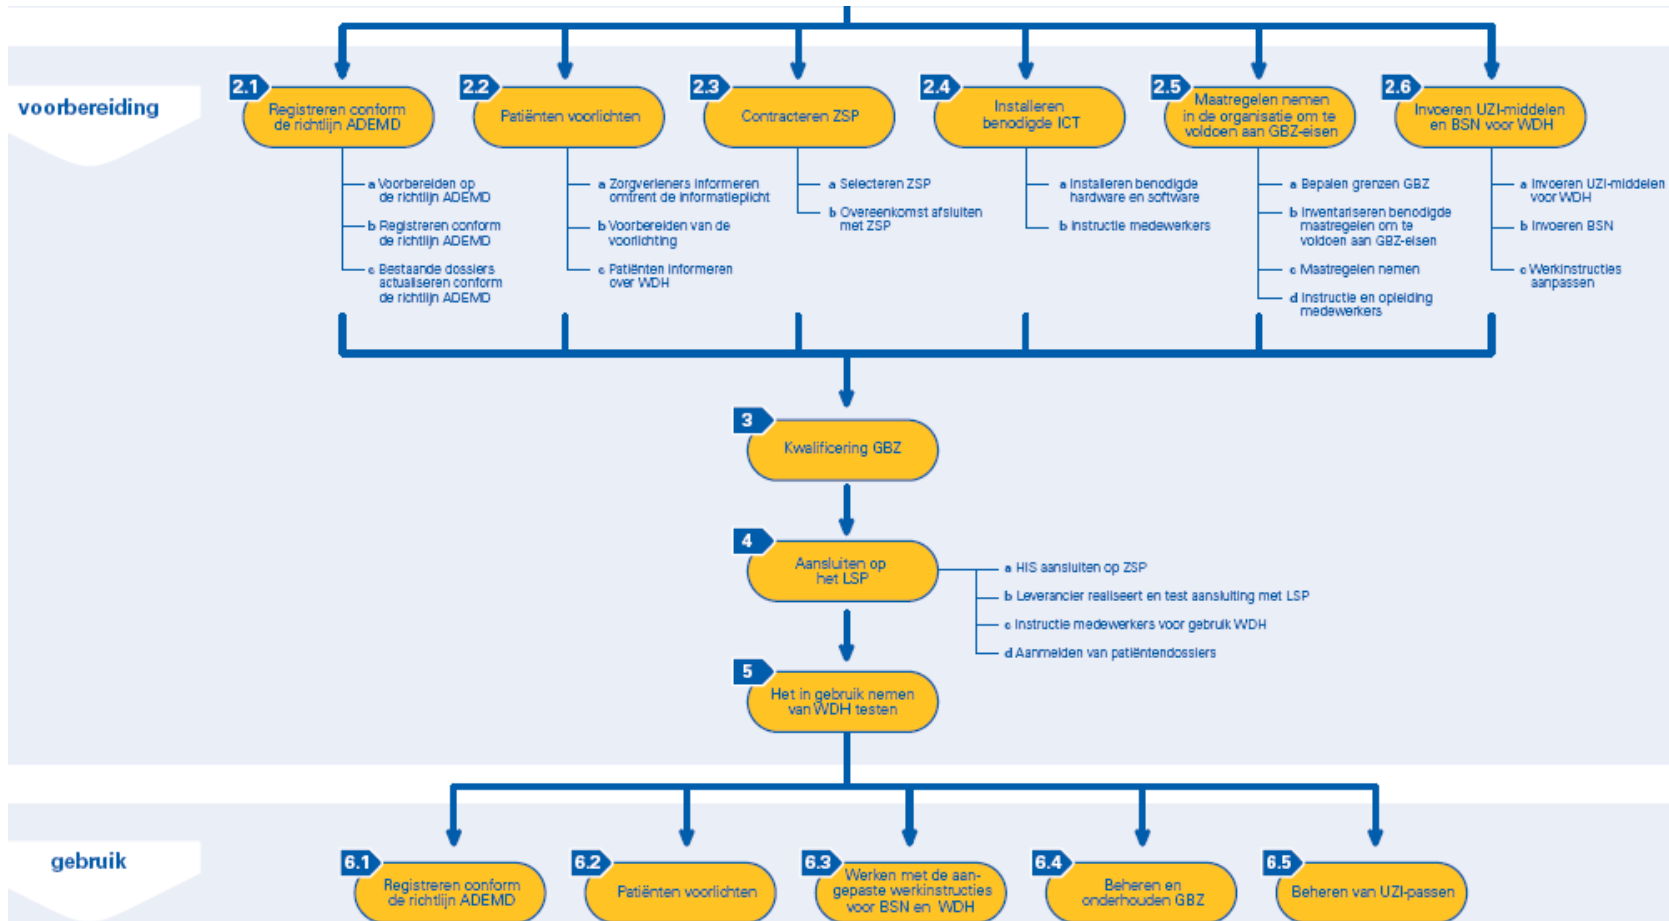 voorbereiding
2.1
Registreren conform
de richtlijn ADEMD
a Voorbereiden op
de richtlijn ADEMD
b Registreren conform
de richtlijn ADEMD
c Bestaande dossiers
actualiseren conform
de richtlijn ADEMD
2.2
Patiënten voorlichten
a Zorgverleners informeren
omtrent de informatieplicht
b Voorbereiden van de
voorlichting
c Patiënten informeren
over WDH
2.3
Contracteren ZSP
a Selecteren ZSP
b Overeenkomst afsluiten
met ZSP
2.4
Installeren
benodigde ICT
a Installeren benodigde
hardware en software
b Instructie medewerkers
2.5
Maatregelen nemen
in de organisatie om te
voldoen aan GBZ-eisen
a Bepalen grenzen GBZ
b Inventariseren benodigde
maatregelen om te
voldoen aan GBZ-eisen
c Maatregelen nemen
d Instructie en opleiding
medewerkers
2.6
Invoeren UZI-middelen
en BSN voor WDH
a Invoeren UZI-middelen
voor WDH
b Invoeren BSN
c Werkinstructies
aanpassen
3
Kwalificering GBZ
4
Aansluiten op
het LSP
a HIS aansluiten op ZSP
b Leverancier realiseert en test aansluiting met LSP
c Instructie medewerkers voor gebruik WDH
d Aanmelden van patiëntendossiers
5
Het in gebruik nemen
van WDH testen
gebruik
6.1
Registreren conform
de richtlijn ADEMD
6.2
Patiënten voorlichten
6.3
Werken met de aan-
gepaste werkinstructies
voor BSN en WDH
6.4
Beheren en
onderhouden GBZ
6.5
Beheren van UZI-passen